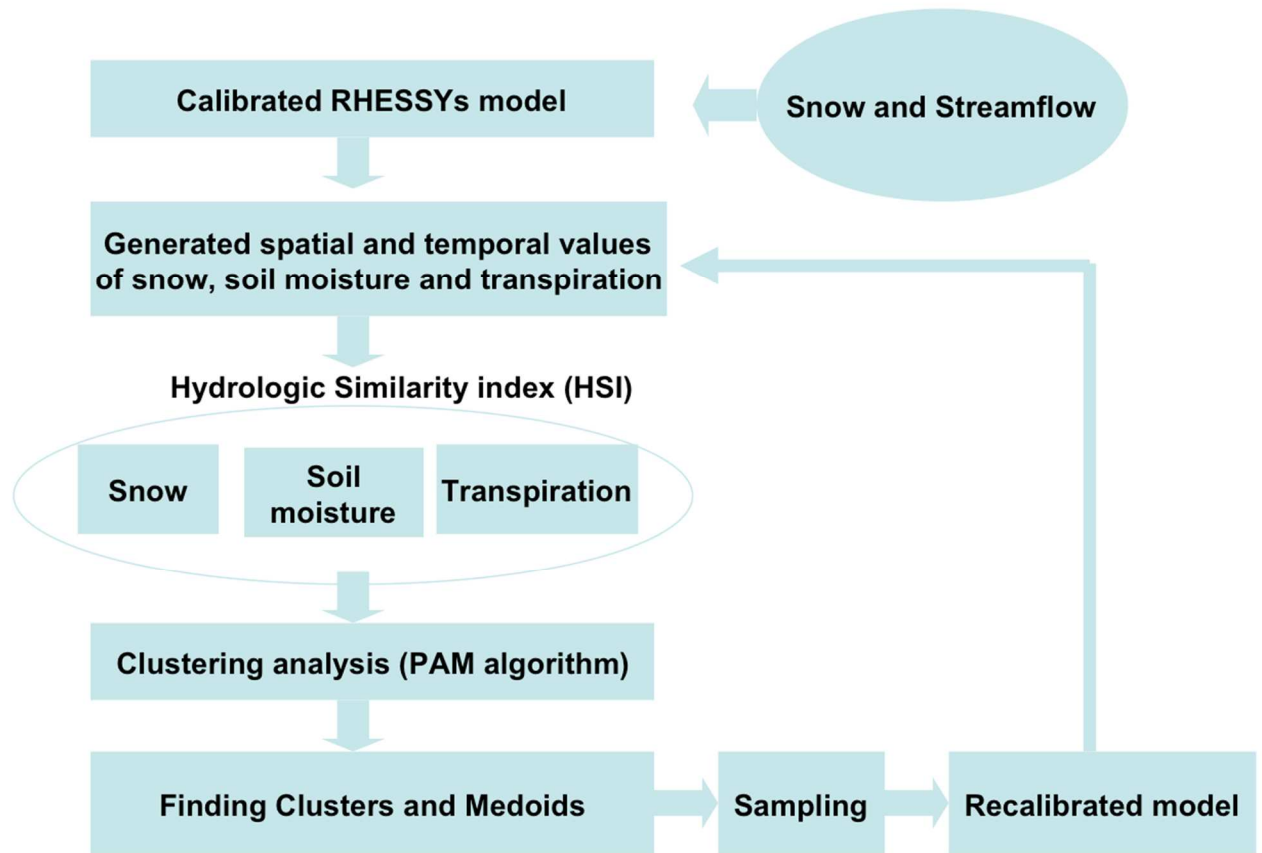 Calibrated RHESSYs model
Snow and Streamflow
Generated spatial and temporal values
of snow, soil moisture and transpiration
Hydrologic Similarity index (HSI)
Snow
Soil
moisture
Transpiration
Clustering analysis (PAM algorithm)
Finding Clusters and Medoids
Sampling
Recalibrated model